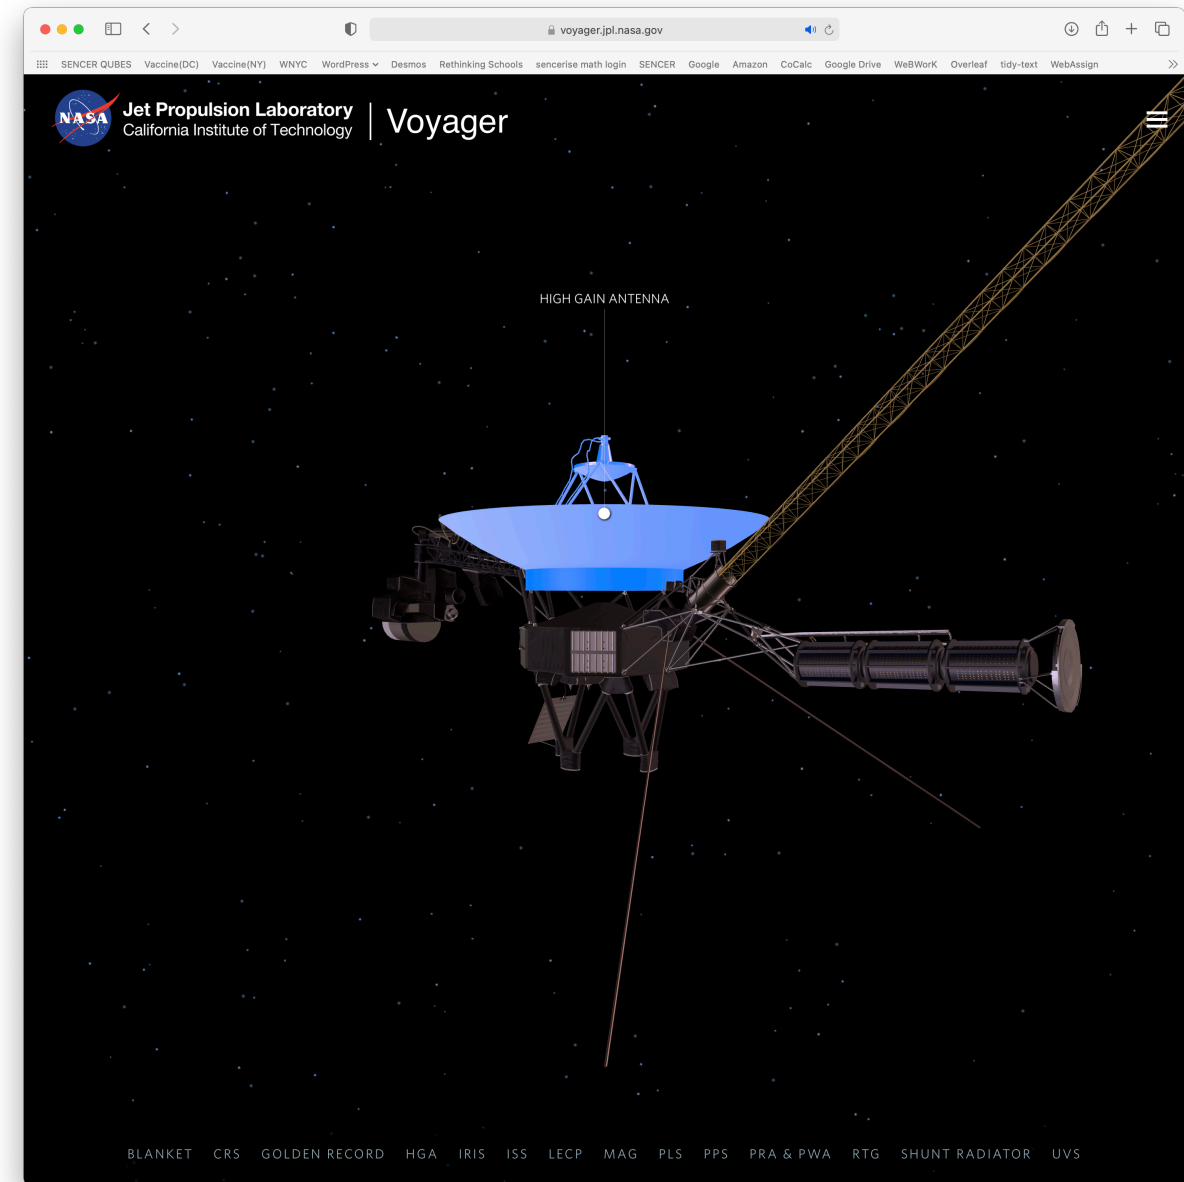 voyager.jpl.nasa.gov
SENCER QUBES Vaccine(DC) Vaccine(NY) WNYC WordPress Desmos Rethinking Schools sencerise math login SENCER Google Amazon CoCalc Google Drive WeBWorK Overleaf tidy-text WebAssign
NASA
Jet Propulsion Laboratory
California Institute of Technology
Voyager
HIGH GAIN ANTENNA
BLANKET CRS GOLDEN RECORD HGA IRIS ISS LECP MAG PLS PPS PRA & PWA RTG SHUNT RADIATOR UVS